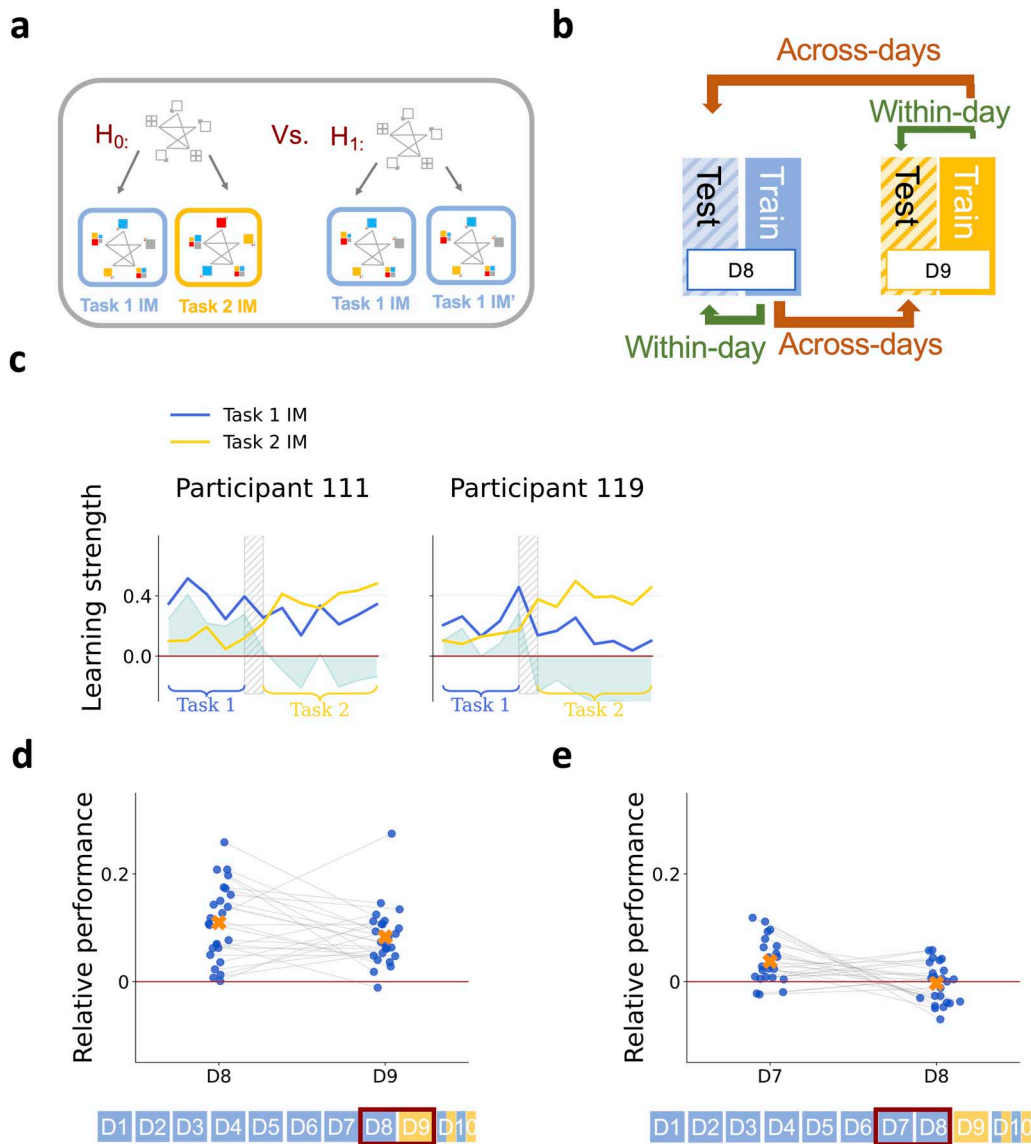 a
b
H0:
Vs.
H1:
Task 1 IM
Task 2 IM
Task 1 IM
Task 1 IM'
Across-days
Within-day
Test
Train
D8
Test
Train
D9
Within-day
Across-days
c
Task 1 IM
Task 2 IM
Participant 111
Participant 119
Learning strength
0.4
0.0
Task 1
Task 2
Task 1
Task 2
d
e
Relative performance
0.2
0
D8
D9
D1 D2 D3 D4 D5 D6 D7 D8 D9 D10
Relative performance
0.2
0
D7
D8
D1 D2 D3 D4 D5 D6 D7 D8 D9 D10